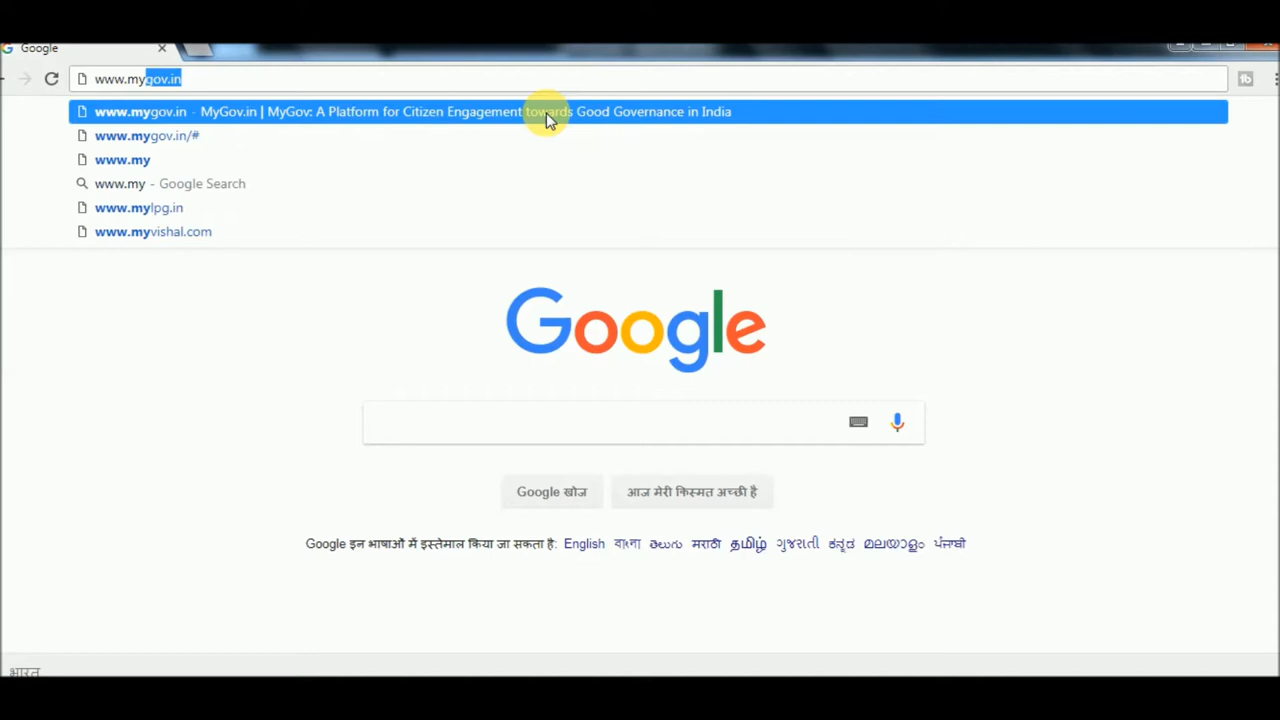 Google
www.mygov.in
www.mygov.in - MyGov.in | MyGov: A Platform for Citizen Engagement towards Good Governance in India
www.mygov.in/#
www.my
www.my - Google Search
www.mylpg.in
www.myvishal.com
Google
Google खोज आज मेरी किस्मत अच्छी है
Google इन भाषाओं में इस्तेमाल किया जा सकता है: English বাংলা తెలుగు मराठी தமிழ் ગુજરાતી ಕನ್ನಡ മലയാളം ਪੰਜਾਬੀ
भारत